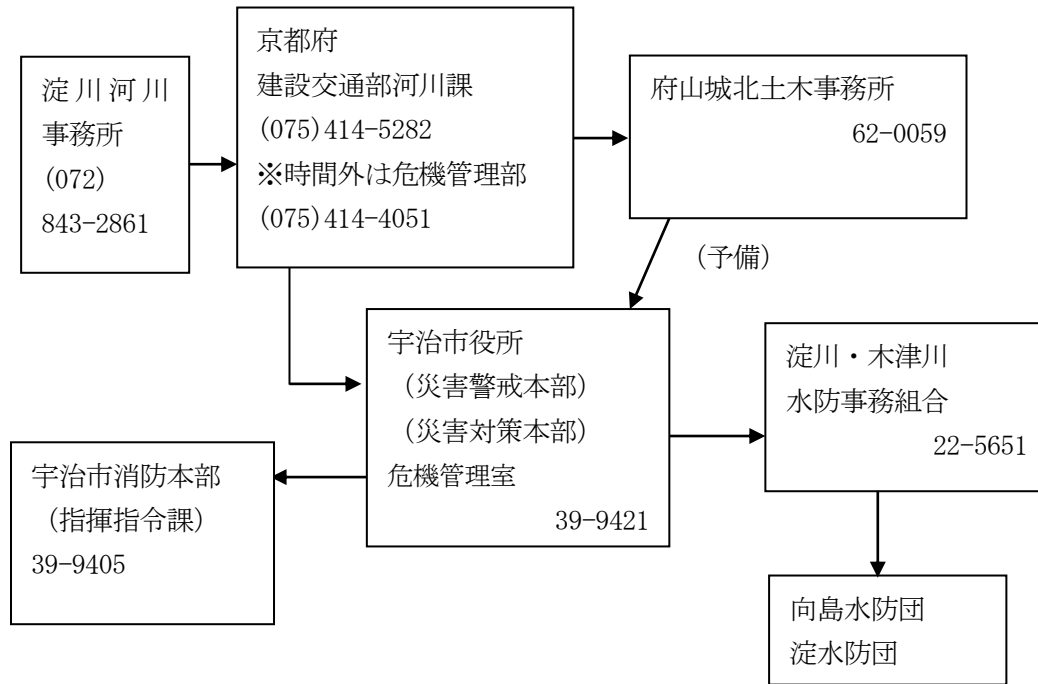 淀川河川
事務所
(072)
843-2861
京都府
建設交通部河川課
(075)414-5282
※時間外は危機管理部
(075)414-4051
府山城北土木事務所
62-0059
（予備）
宇治市役所
（災害警戒本部）
（災害対策本部）
危機管理室
39-9421
淀川・木津川
水防事務組合
22-5651
宇治市消防本部
（指揮指令課）
39-9405
向島水防団
淀水防団